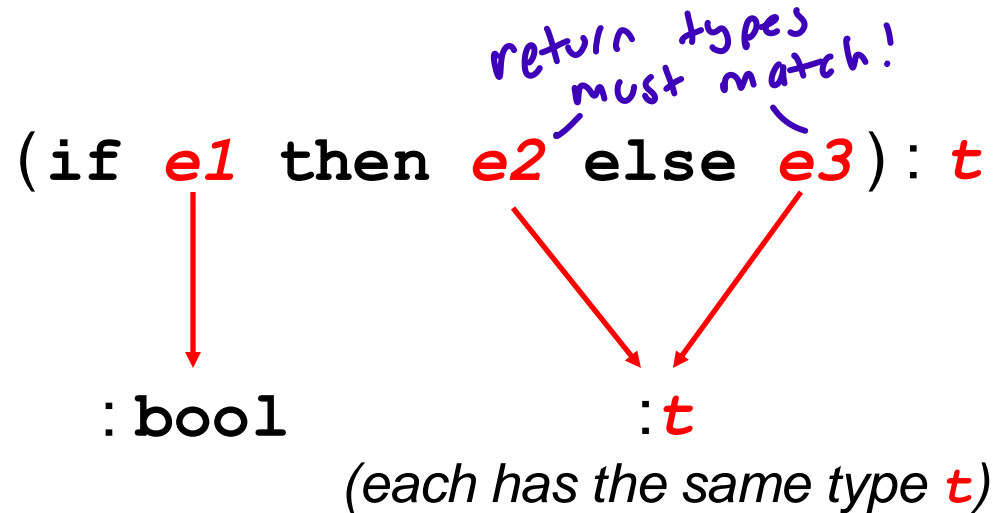 return types
must match!
(if e1 then e2 else e3): t
:bool :t
(each has the same type t)